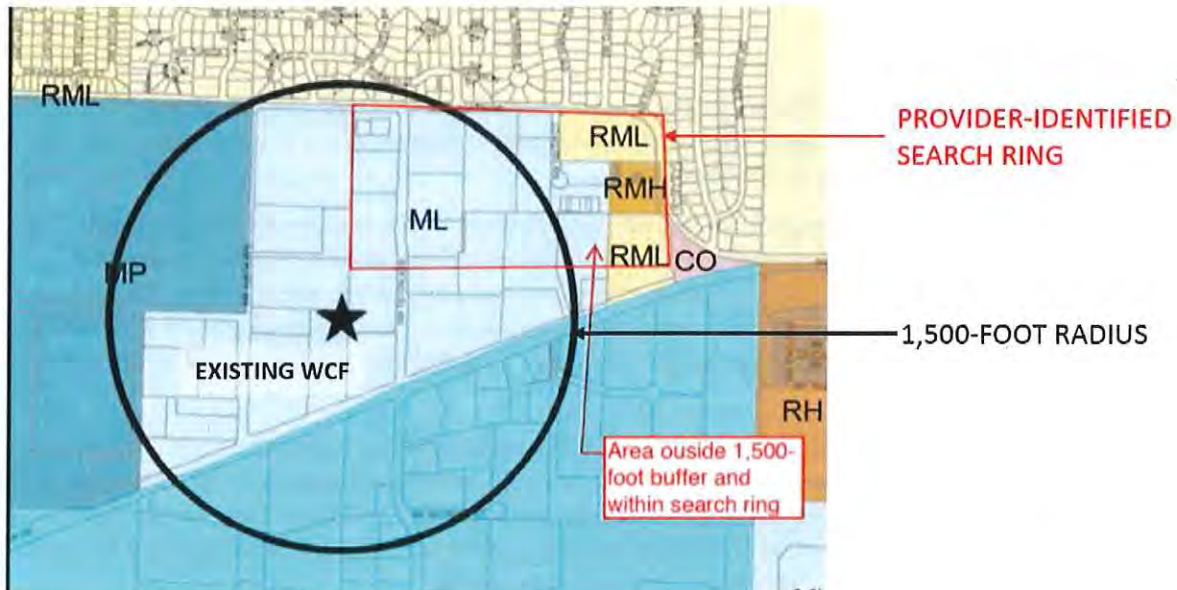 RML
PROVIDER-IDENTIFIED
SEARCH RING
RML
RMH
ML
RML
CO
MP
1,500-FOOT RADIUS
EXISTING WCF
RH
Area ouside 1,500-
foot buffer and
within search ring